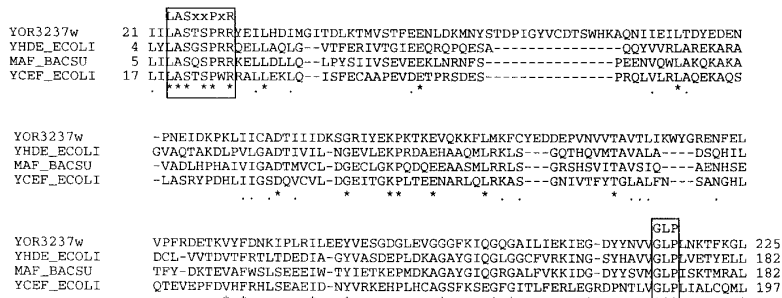 LASxxPxR
YOR3237w 21 IILASTSPRRYEILHDIMGITDLKTMVSTFEENLDKMNYSTDPIGYVCDTSWHKAQNIIEILTDYEDEN
YHDE_ECOLI 4 LYLASGSPRRQELLAQLG--VTFERIVTGIEEQRQPQESA--------------QQYVVRLAREKARA
MAF_BACSU 5 LILASQSPRRKELLDLLQ--LPYSIIVSEVEEKLNRNFS---------------PEENVQWLAKQKAKA
YCEF_ECOLI 17 LILASTSPWRRALLEKLQ--ISFECAAPEVDETPRSDES---------------PRQLVLRLAQEKAQS
YOR3237w -PNEIDKPKLIICADTIIIDKSGRIYEKPKTKEVQKKFLMKFCYEDDEPVNVVTAVTLIKWYGRENFEL
YHDE_ECOLI GVAQTAKDLPVLGADTIVIL-NGEVLEKPRDAEHAAQMLRKLS---GQTHQVMTAVALA---DSQHIL
MAF_BACSU -VADLHPHAIVIGADTMVCL-DGECLGKPQDQEEAASMLRRLS---GRSHSVITAVSIQ---AENHSE
YCEF_ECOLI LASRYPDHLIIGSDQVCVL-DGEITGKPLTEENARLQLRKAS---GNIVTFYTGLALFN---SANGHL
GLP
YOR3237w VPFRDETKVYFDNKIPLRILEEYVESGDGLEVGGGFKIQGQGAILIEKIEG-DYYNVVGLPLNKTFKGL 225
YHDE_ECOLI DCLV-VTDVTFRTLTDEDIA-GYVASDEPLDKAGAYGIQGLGGCFVRKING-SYHAVVGLPLVETYELL 182
MAF_BACSU TFY-DKTEVAFWSLSEEEIW-TYIETKEPMDKAGAYGIQGRGALFVKKIDG-DYYSVMGLPISKTMRAL 182
YCEF_ECOLI QTEVEPFDVHFRHLSEAEID-NYVRKEHPLHCAGSFKSEGFGITLFERLEGRDPNTLVGLPLIALCQML 197